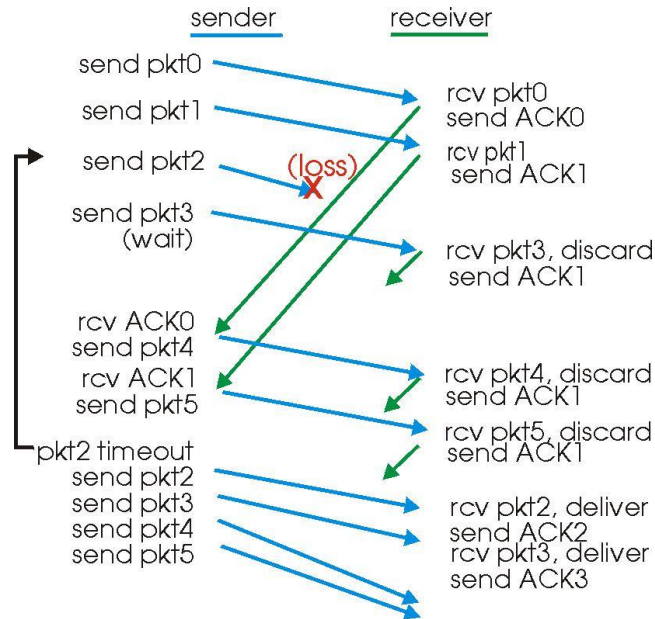 sender
receiver
send pkt0
send pkt1
send pkt2
(loss)
X
send pkt3
(wait)
rcv ACK0
send pkt4
rcv ACK1
send pkt5
pkt2 timeout
send pkt2
send pkt3
send pkt4
send pkt5
rcv pkt0
send ACK0
rcv pkt1
send ACK1
rcv pkt3, discard
send ACK1
rcv pkt4, discard
send ACK1
rcv pkt5, discard
send ACK1
rcv pkt2, deliver
send ACK2
rcv pkt3, deliver
send ACK3